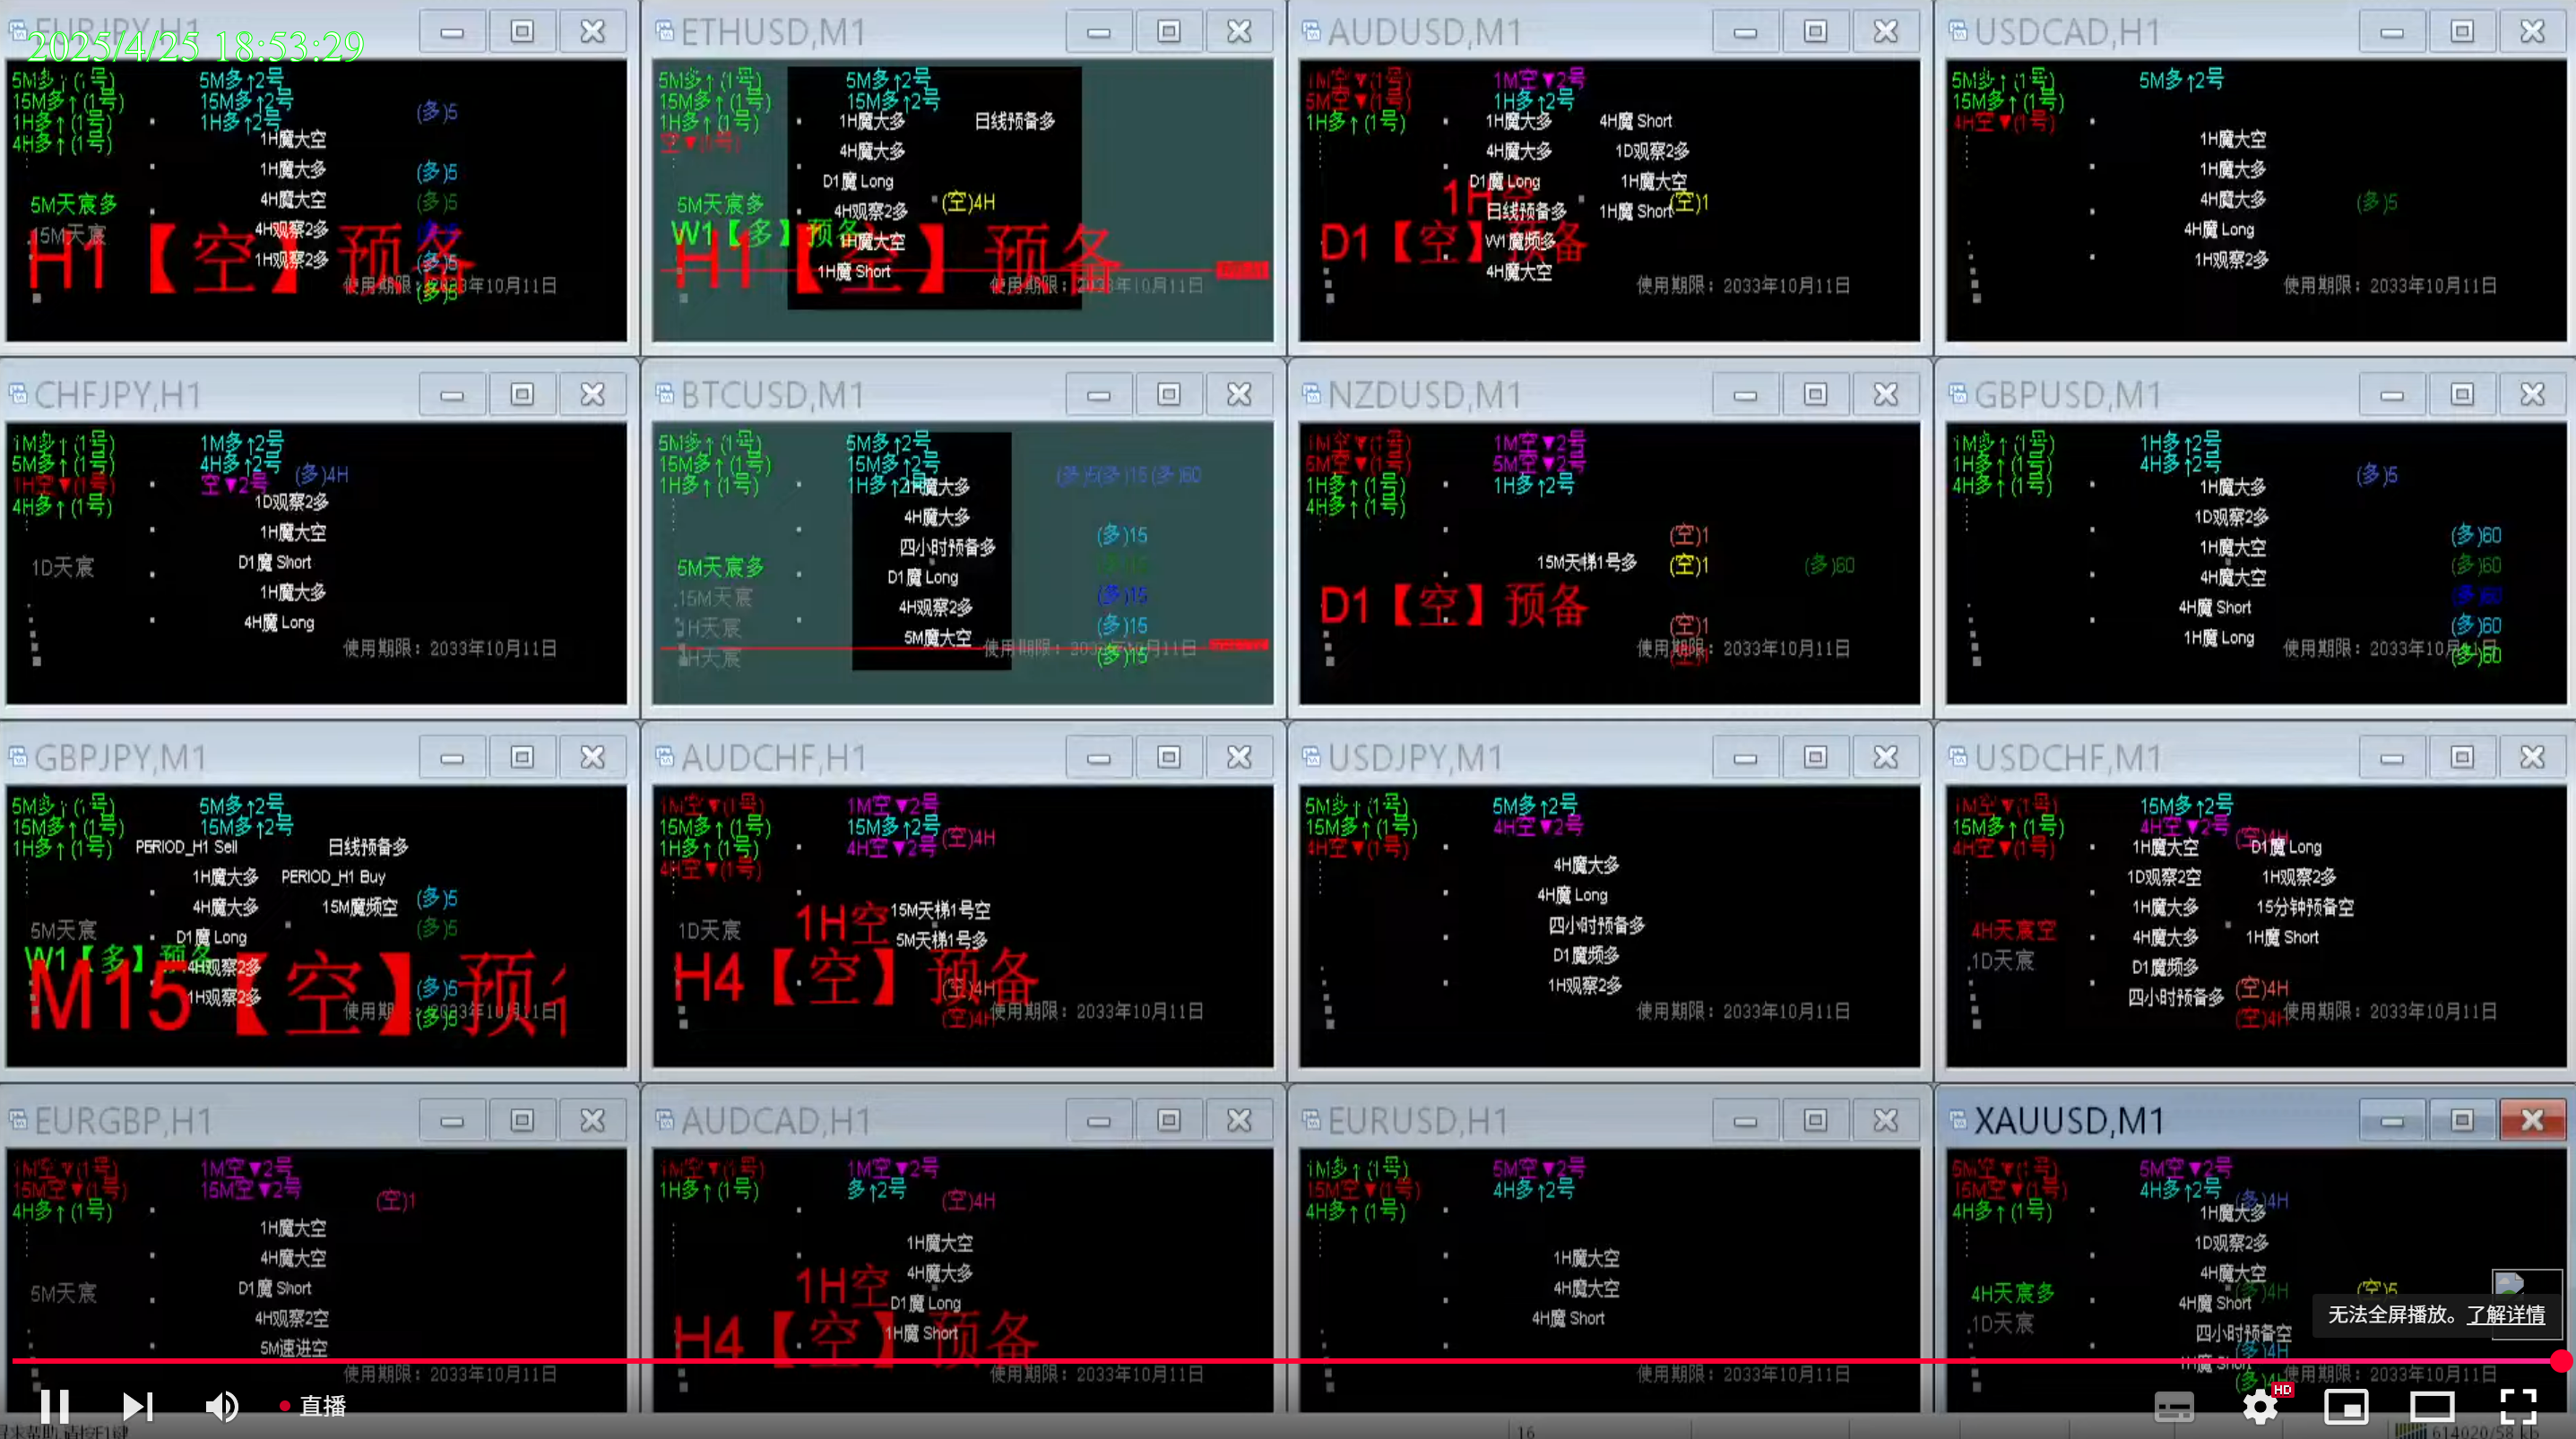 EURJPY,H1
2025/4/25 18:53:29
5M多↑(1号) 5M多↑2号
15M多↑(1号) 15M多↑2号 (多)5
1H多↑(1号) 1H多↑2号
4H多↑(1号) 1H魔大空
1H魔大多 (多)5
5M天宸多 4H魔大空 (多)5
15M天宸 4H观察2多
H1【空】预备
1H观察2多 (多)5
使用期限：2033年10月11日
(多)5
ETHUSD,M1
5M多↑(1号) 5M多↑2号
15M多↑(1号) 15M多↑2号
1H多↑(1号) 1H魔大多 日线预备多
空▼(1号) 4H魔大多
D1魔 Long
5M天宸多 4H观察2多 (空)4H
W1【多】预备 1H魔大空
H1【空】预备
1H魔 Short
使用期限：2033年10月11日
AUDUSD,M1
1M空▼(1号) 1M空▼2号
5M空▼(1号) 1H多↑2号
1H多↑(1号) 1H魔大多 4H魔 Short
4H魔大多 1D观察2多
D1魔 Long 1H魔大空
1H空
日线预备多 1H魔 Short (空)1
D1【空】预备
W1魔频多
4H魔大空
使用期限：2033年10月11日
USDCAD,H1
5M多↑(1号) 5M多↑2号
15M多↑(1号)
4H空▼(1号)
1H魔大空
1H魔大多
4H魔大多 (多)5
4H魔 Long
1H观察2多
使用期限：2033年10月11日
CHFJPY,H1
1M多↑(1号) 1M多↑2号
5M多↑(1号) 4H多↑2号 (多)4H
1H空▼(1号) 空▼2号
4H多↑(1号) 1D观察2多
1H魔大空
1D天宸 D1魔 Short
1H魔大多
4H魔 Long
使用期限：2033年10月11日
BTCUSD,M1
5M多↑(1号) 5M多↑2号
15M多↑(1号) 15M多↑2号 (多)5(多)15(多)60
1H多↑(1号) 1H多↑2号 1H魔大多
4H魔大多 (多)15
四小时预备多
5M天宸多 D1魔 Long
15M天宸 4H观察2多 (多)15
1H天宸 5M魔大空 (多)15
使用期限：2033年10月11日
4H天宸 (多)15
NZDUSD,M1
1M空▼(1号) 1M空▼2号
5M空▼(1号) 5M空▼2号
1H多↑(1号) 1H多↑2号
4H多↑(1号)
(空)1
15M天梯1号多 (空)1 (多)60
D1【空】预备
(空)1
使用期限：2033年10月11日
GBPUSD,M1
1M多↑(1号) 1H多↑2号
1H多↑(1号) 4H多↑2号 (多)5
4H多↑(1号) 1H魔大多
1D观察2多
1H魔大空 (多)60
4H魔大空 (多)60
4H魔 Short (多)60
1H魔 Long (多)60
使用期限：2033年10月11日
(多)60
GBPJPY,M1
5M多↑(1号) 5M多↑2号
15M多↑(1号) 15M多↑2号
1H多↑(1号) PERIOD_H1 Sell 日线预备多
1H魔大多 PERIOD_H1 Buy
4H魔大多 15M魔频空 (多)5
5M天宸 D1魔 Long (多)5
W1【多】预备 4H观察2多
M15【空】预
1H观察2多 (多)5
使用期限：2033年10月11日
(多)5
AUDCHF,H1
1M空▼(1号) 1M空▼2号
15M多↑(1号) 15M多↑2号
1H多↑(1号) 4H空▼2号 (空)4H
4H空▼(1号)
1H空 15M天梯1号空
1D天宸 5M天梯1号多
H4【空】预备
(空)4H
使用期限：2033年10月11日
(空)4H
USDJPY,M1
5M多↑(1号) 5M多↑2号
15M多↑(1号) 4H空▼2号
4H空▼(1号)
4H魔大多
4H魔 Long
四小时预备多
D1魔频多
1H观察2多
使用期限：2033年10月11日
USDCHF,M1
1M空▼(1号) 15M多↑2号
15M多↑(1号) 4H空▼2号 (空)4H
4H空▼(1号) 1H魔大空 D1魔 Long
1D观察2空 1H观察2多
1H魔大多 15分钟预备空
4H天宸空 4H魔大多 1H魔 Short
1D天宸 D1魔频多
四小时预备多 (空)4H
使用期限：2033年10月11日
(空)4H
EURGBP,H1
1M空▼(1号) 1M空▼2号
15M空▼(1号) 15M空▼2号 (空)1
4H多↑(1号)
1H魔大空
4H魔大空
5M天宸 D1魔 Short
4H观察2空
5M速进空
使用期限：2033年10月11日
AUDCAD,H1
1M空▼(1号) 1M空▼2号
1H多↑(1号) 多↑2号 (空)4H
1H魔大空
1H空 4H魔大多
D1魔 Long
H4【空】预备
1H魔 Short
使用期限：2033年10月11日
EURUSD,H1
1M多↑(1号) 5M空▼2号
15M空▼(1号) 4H多↑2号
4H多↑(1号)
1H魔大空
4H魔大空
4H魔 Short
使用期限：2033年10月11日
XAUUSD,M1
5M空▼(1号) 5M空▼2号
15M空▼(1号) 4H多↑2号 (多)4H
4H多↑(1号) 1H魔大多
1D观察2多
4H魔大空
4H天宸多 4H魔 Short (多)4H (空)5
1D天宸 四小时预备空
(多)4H
1H魔 Short
使用期限：2033年10月11日
(多)4H
无法全屏播放。了解详情
直播
HD
16
614020/58 kb